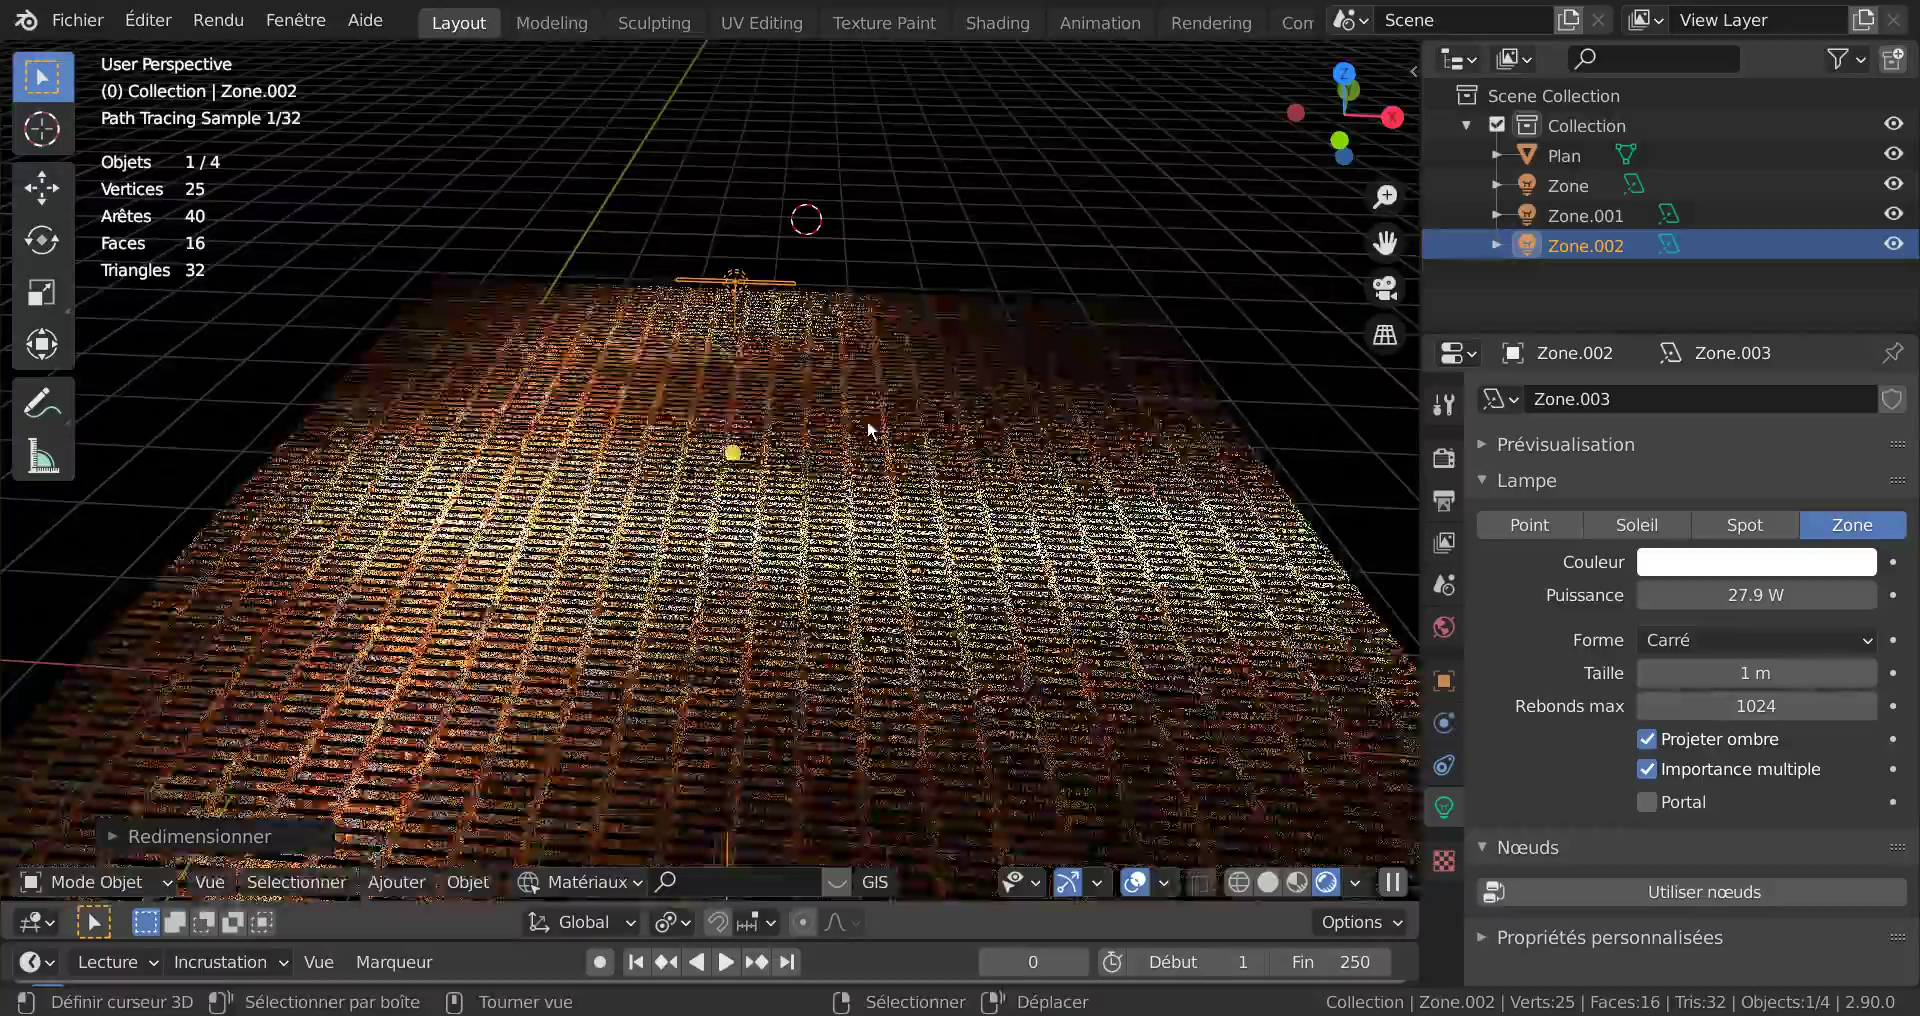 Fichier Éditer Rendu Fenêtre Aide Layout Modeling Sculpting UV Editing Texture Paint Shading Animation Rendering Scene View Layer
User Perspective
(0) Collection | Zone.002
Path Tracing Sample 1/32
Objets 1 / 4
Vertices 25
Arêtes 40
Faces 16
Triangles 32
Z
X
Scene Collection
Collection
Plan
Zone
Zone.001
Zone.002
Zone.002 Zone.003
Zone.003
Prévisualisation
Lampe
Point Soleil Spot Zone
Couleur
Puissance 27.9 W
Forme Carré
Taille 1 m
Rebonds max 1024
Projeter ombre
Importance multiple
Portal
Nœuds
Utiliser nœuds
Propriétés personnalisées
Redimensionner
Mode Objet Vue Selectionner Ajouter Objet Matériaux GIS
Global Options
Lecture Incrustation Vue Marqueur 0 Début 1 Fin 250
Définir curseur 3D Sélectionner par boîte Tourner vue Sélectionner Déplacer Collection | Zone.002 | Verts:25 | Faces:16 | Tris:32 | Objects:1/4 | 2.90.0